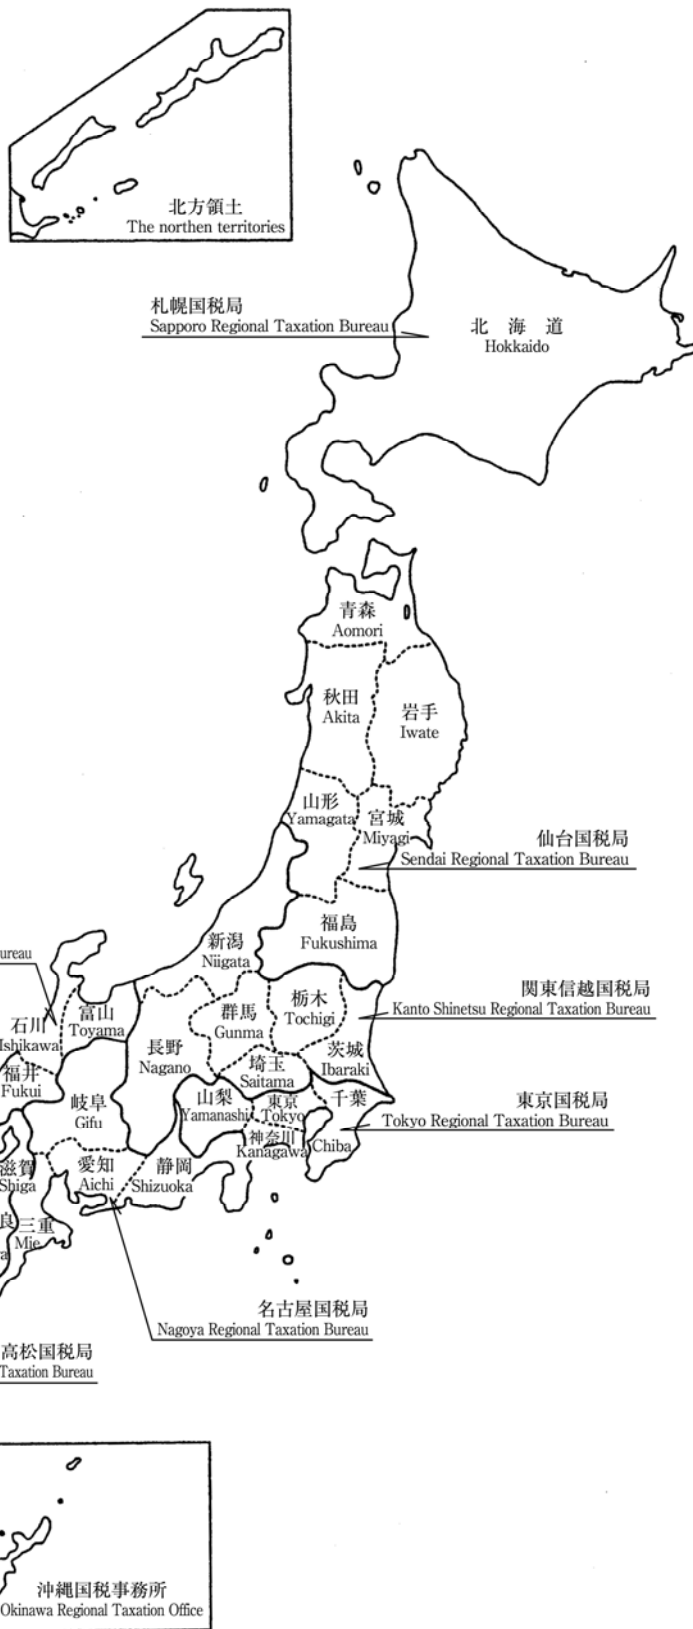 北方領土
The northen territories
札幌国税局
Sapporo Regional Taxation Bureau
北海道
Hokkaido
青森
Aomori
秋田
Akita
岩手
Iwate
山形
Yamagata
宮城
Miyagi
仙台国税局
Sendai Regional Taxation Bureau
福島
Fukushima
新潟
Niigata
ureau
関東信越国税局
Kanto Shinetsu Regional Taxation Bureau
栃木
Tochigi
群馬
Gunma
富山
Toyama
石川
Ishikawa
長野
Nagano
茨城
Ibaraki
埼玉
Saitama
福井
Fukui
岐阜
Gifu
山梨
Yamanashi
東京
Tokyo
千葉
Chiba
東京国税局
Tokyo Regional Taxation Bureau
神奈川
Kanagawa
滋賀
Shiga
愛知
Aichi
静岡
Shizuoka
良
a
三重
Mie
名古屋国税局
Nagoya Regional Taxation Bureau
高松国税局
Taxation Bureau
沖縄国税事務所
Okinawa Regional Taxation Office